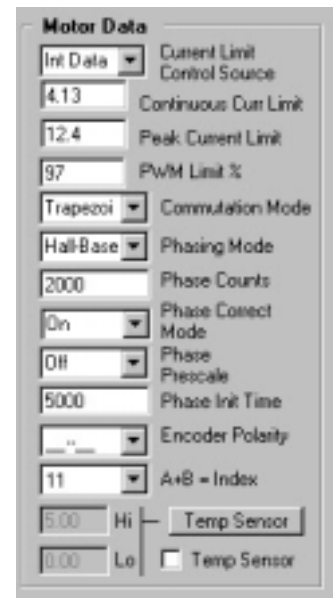 Motor Data
Int Data Current Limit
Control Source
4.13 Continuous Curr Limit
12.4 Peak Current Limit
97 PWM Limit %
Trapezoi Commutation Mode
Hall-Base Phasing Mode
2000 Phase Counts
On Phase Correct
Mode
Off Phase
Prescale
5000 Phase Init Time
Encoder Polarity
11 A+B = Index
5.00 Hi Temp Sensor
0.00 Lo Temp Sensor